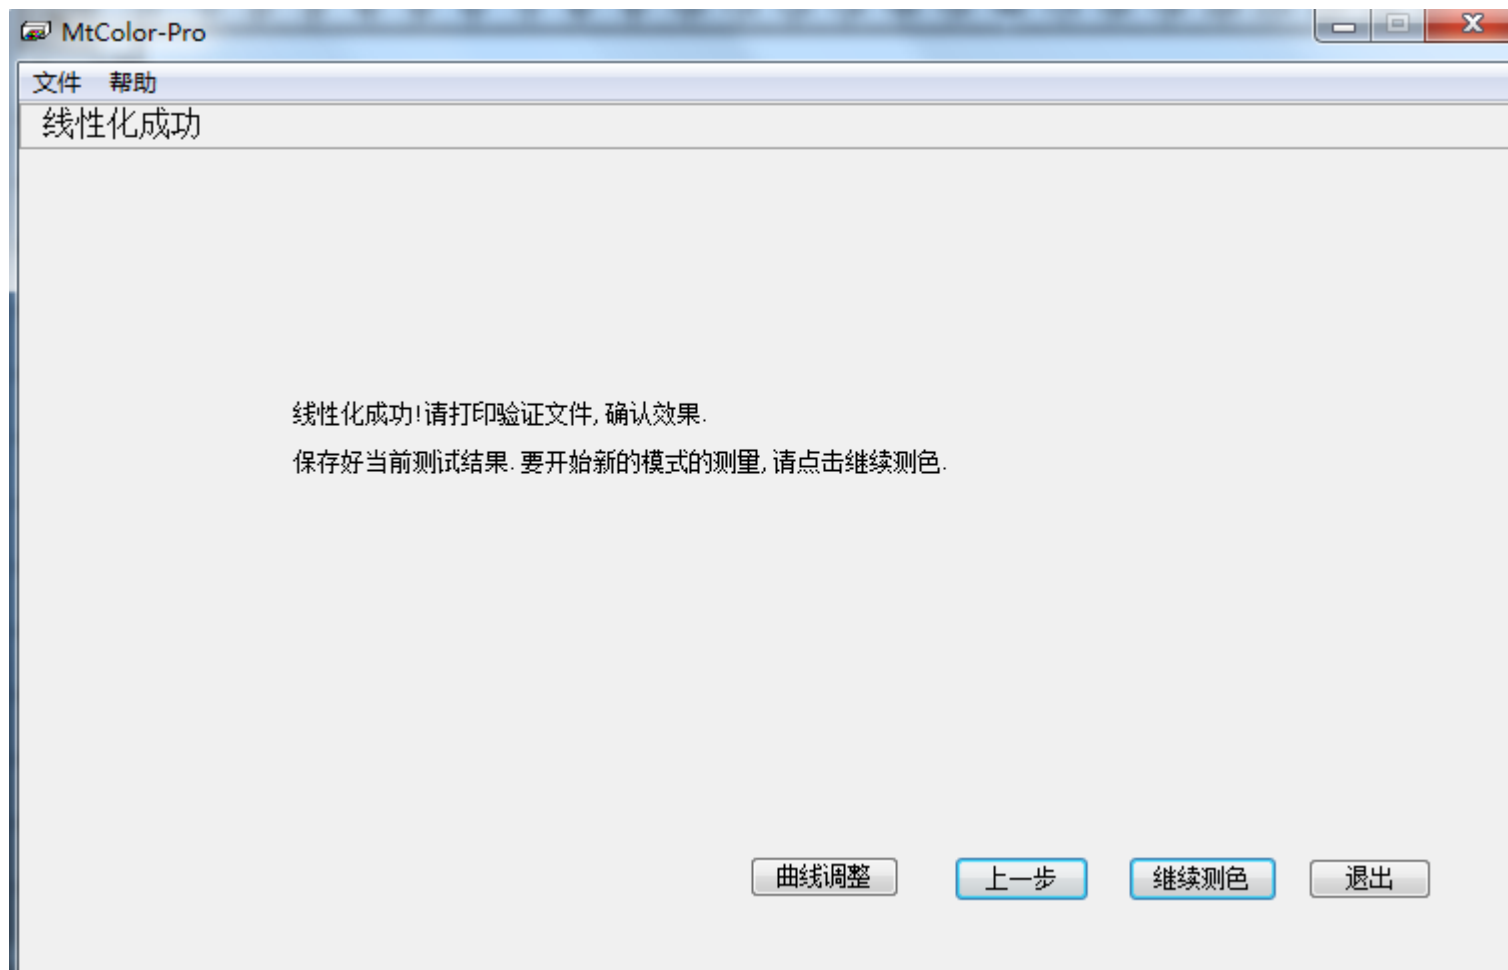 MtColor-Pro
文件 帮助
线性化成功
线性化成功!请打印验证文件,确认效果.
保存好当前测试结果.要开始新的模式的测量,请点击继续测色.
曲线调整 上一步 继续测色 退出